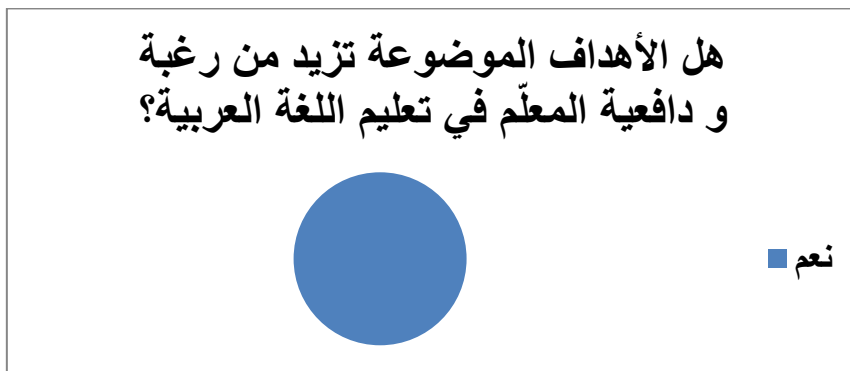 هل الأهداف الموضوعة تزيد من رغبة
و دافعية المعلّم في تعليم اللغة العربية؟
نعم